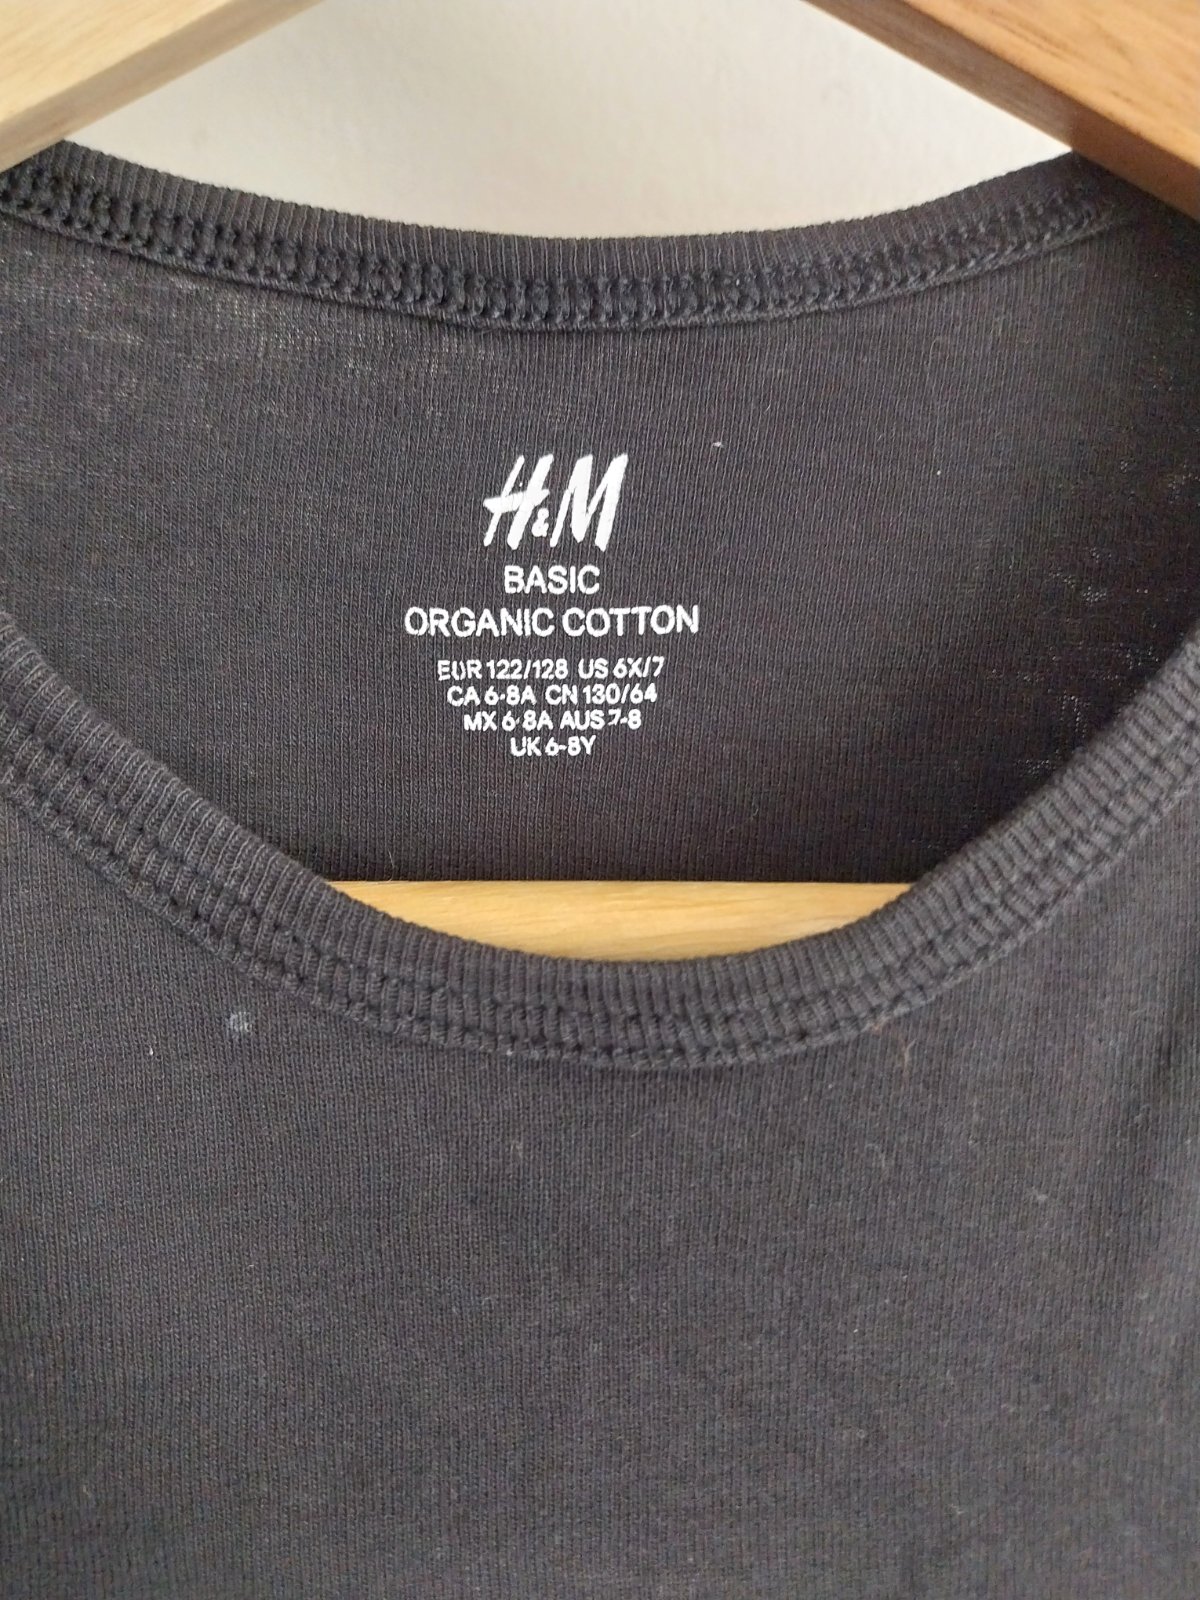 H&M
BASIC
ORGANIC COTTON
EUR 122/128 US 6X/7
CA 6-8A CN 130/64
MX 6-8A AUS 7-8
UK 6-8Y